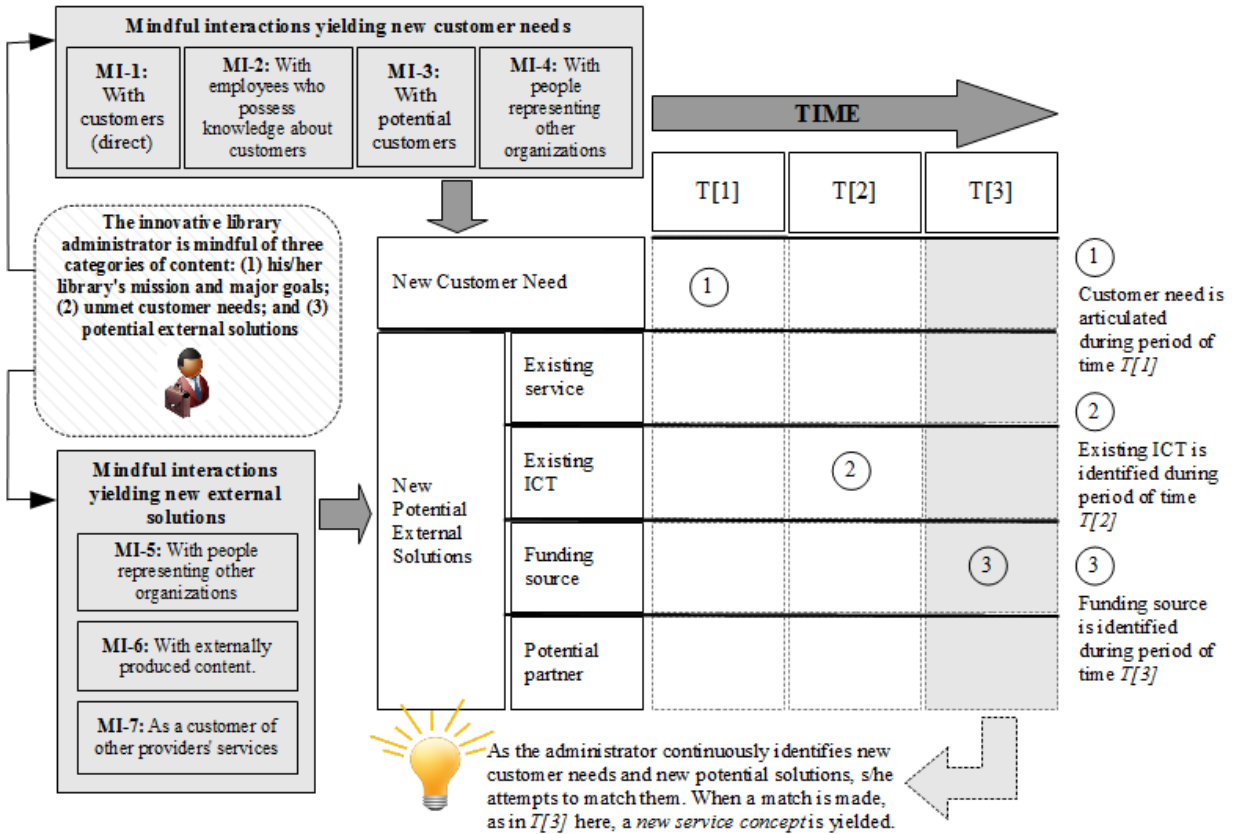 Mindful interactions yielding new customer needs
MI-1:
With
customers
(direct)
MI-2: With
employees who
possess
knowledge about
customers
MI-3:
With
potential
customers
MI-4: With
people
representing
other
organizations
TIME
T[1]
T[2]
T[3]
The innovative library
administrator is mindful of three
categories of content: (1) his/her
library's mission and major goals;
(2) unmet customer needs; and (3)
potential external solutions
New Customer Need
1
New
Potential
External
Solutions
Existing
service
Existing
ICT
2
Funding
source
3
Potential
partner
1
Customer need is
articulated
during period of
time T[1]
2
Existing ICT is
identified during
period of time
T[2]
3
Funding source
is identified
during period of
time T[3]
Mindful interactions
yielding new external
solutions
MI-5: With people
representing other
organizations
MI-6: With externally
produced content.
MI-7: As a customer of
other providers' services
As the administrator continuously identifies new
customer needs and new potential solutions, s/he
attempts to match them. When a match is made,
as in T[3] here, a new service concept is yielded.